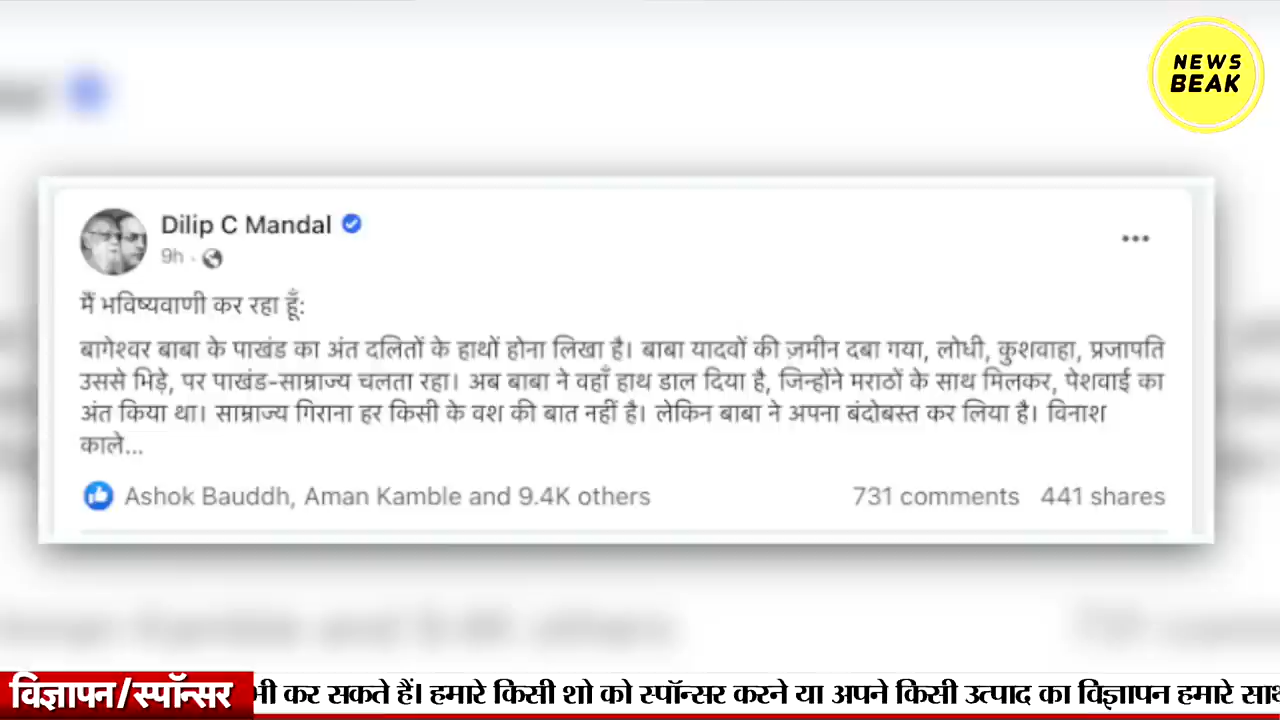 NEWS
BEAK
Dilip C Mandal
9h
मैं भविष्यवाणी कर रहा हूँ:
बागेश्वर बाबा के पाखंड का अंत दलितों के हाथों होना लिखा है। बाबा यादवों की ज़मीन दबा गया, लोधी, कुशवाहा, प्रजापति
उससे भिड़े, पर पाखंड-साम्राज्य चलता रहा। अब बाबा ने वहाँ हाथ डाल दिया है, जिन्होंने मराठों के साथ मिलकर, पेशवाई का
अंत किया था। साम्राज्य गिराना हर किसी के वश की बात नहीं है। लेकिन बाबा ने अपना बंदोबस्त कर लिया है। विनाश
काले...
Ashok Bauddh, Aman Kamble and 9.4K others 731 comments 441 shares
विज्ञापन/स्पॉन्सर भी कर सकते हैं। हमारे किसी शो को स्पॉन्सर करने या अपने किसी उत्पाद का विज्ञापन हमारे साथ